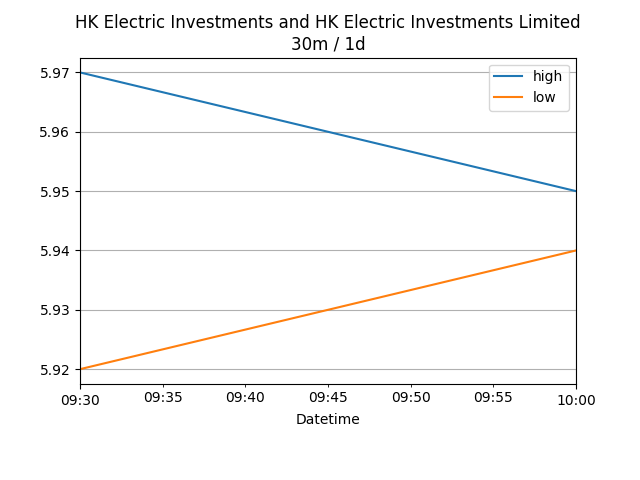 HK Electric Investments and HK Electric Investments Limited
30m / 1d
high
low
5.97
5.96
5.95
5.94
5.93
5.92
09:30 09:35 09:40 09:45 09:50 09:55 10:00
Datetime